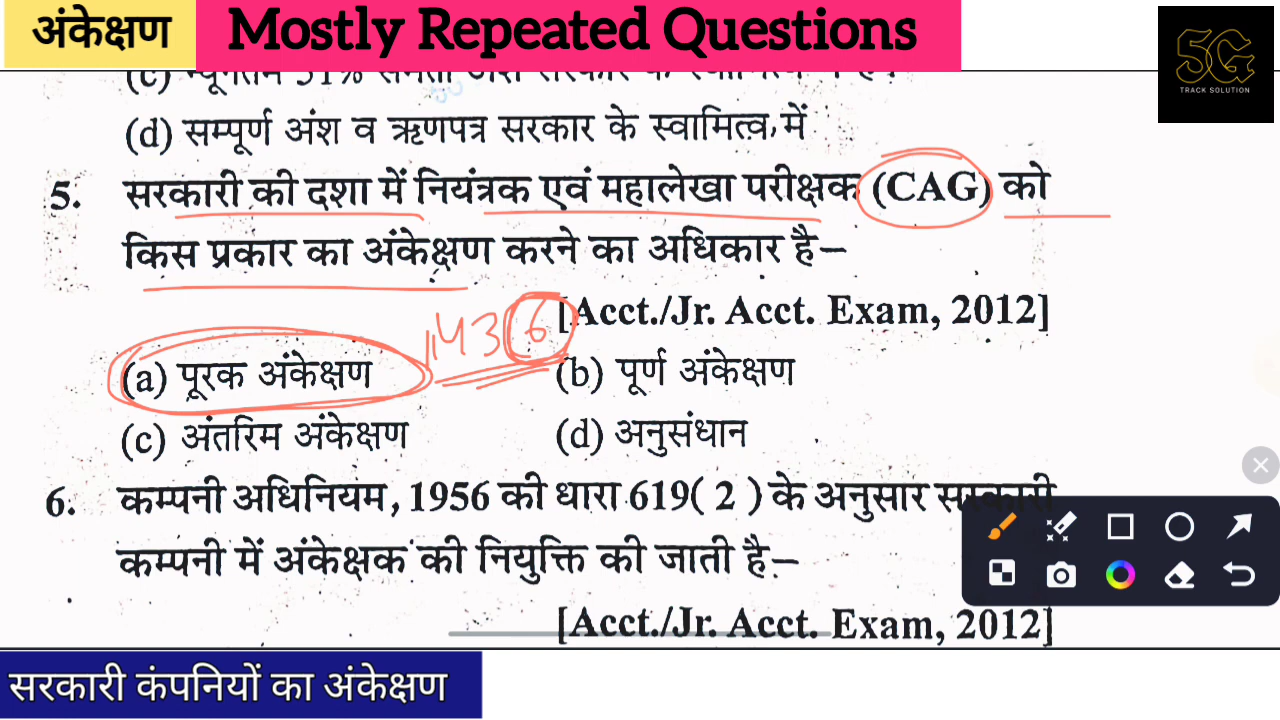 अंकेक्षण
Mostly Repeated Questions
5G
TRACK SOLUTION
(d) सम्पूर्ण अंश व ऋणपत्र सरकार के स्वामित्व में
5. सरकारी की दशा में नियंत्रक एवं महालेखा परीक्षक (CAG) को
किस प्रकार का अंकेक्षण करने का अधिकार है–
[Acct./Jr. Acct. Exam, 2012]
143(6)
(a) पूरक अंकेक्षण (b) पूर्ण अंकेक्षण
(c) अंतरिम अंकेक्षण (d) अनुसंधान
6. कम्पनी अधिनियम, 1956 की धारा 619( 2 ) के अनुसार सरकारी
कम्पनी में अंकेक्षक की नियुक्ति की जाती है–
[Acct./Jr. Acct. Exam, 2012]
सरकारी कंपनियों का अंकेक्षण